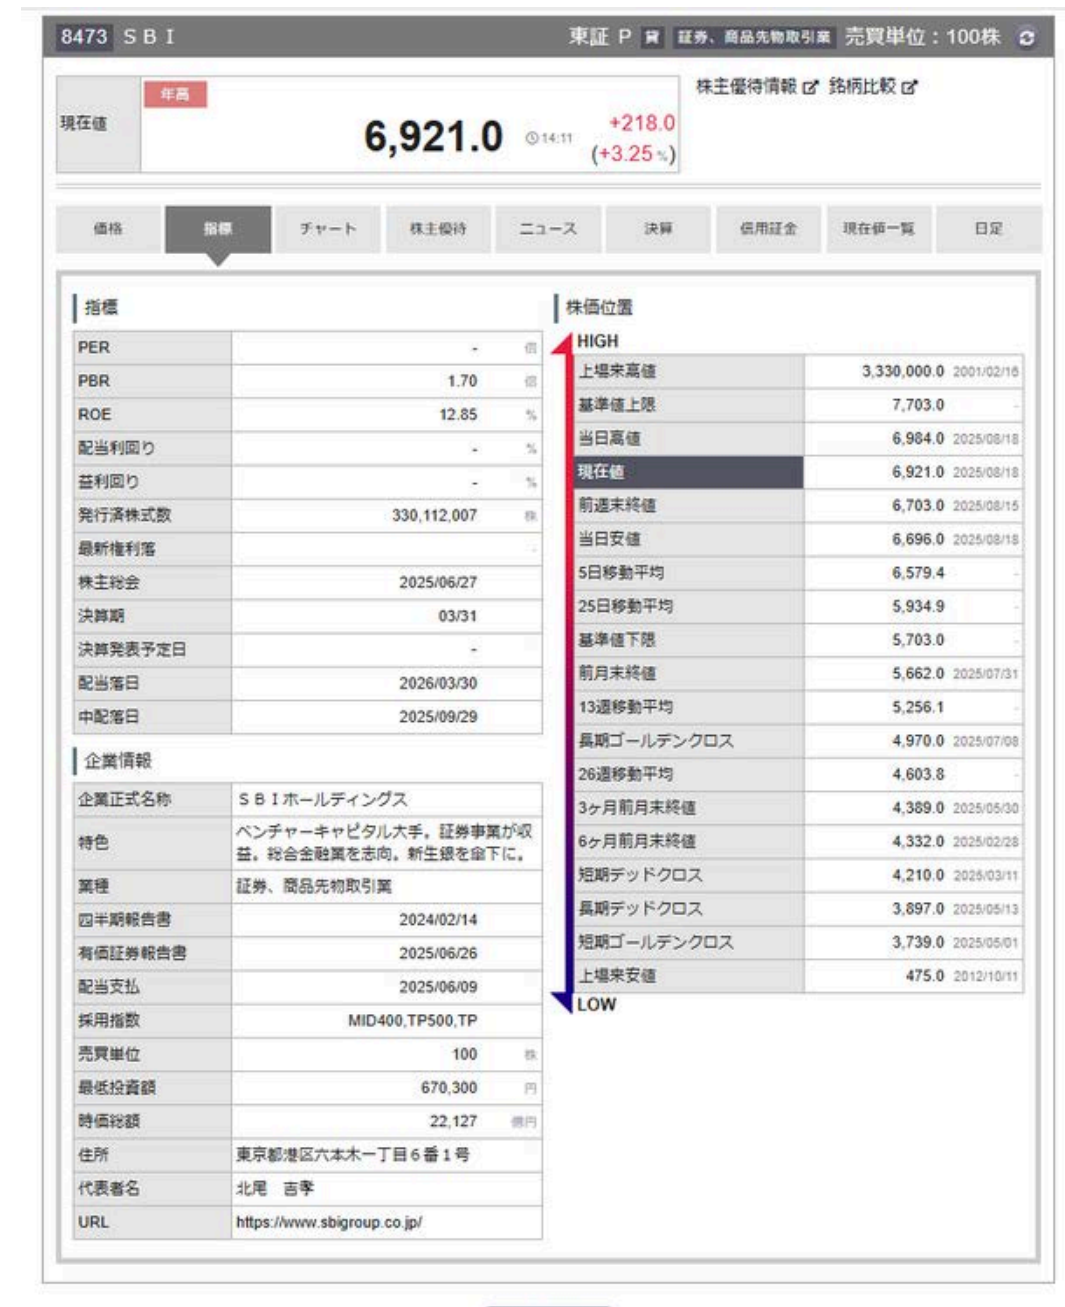 8473 ＳＢＩ 東証Ｐ 貸 証券、商品先物取引業 売買単位：100株
現在値 年高 6,921.0 14:11 +218.0 (+3.25 %)
株主優待情報 銘柄比較
価格 指標 チャート 株主優待 ニュース 決算 信用証金 現在値一覧 日足
指標
PER - 倍
PBR 1.70 倍
ROE 12.85 %
配当利回り - %
益利回り - %
発行済株式数 330,112,007 株
最新権利落 -
株主総会 2025/06/27
決算期 03/31
決算発表予定日 -
配当落日 2026/03/30
中配落日 2025/09/29
企業情報
企業正式名称 ＳＢＩホールディングス
特色 ベンチャーキャピタル大手。証券事業が収
益。総合金融業を志向。新生銀を傘下に。
業種 証券、商品先物取引業
四半期報告書 2024/02/14
有価証券報告書 2025/06/26
配当支払 2025/06/09
採用指数 MID400,TP500,TP
売買単位 100 株
最低投資額 670,300 円
時価総額 22,127 億円
住所 東京都港区六本木一丁目６番１号
代表者名 北尾　吉孝
URL https://www.sbigroup.co.jp/
株価位置
HIGH
上場来高値 3,330,000.0 2001/02/16
基準値上限 7,703.0 -
当日高値 6,984.0 2025/08/18
現在値 6,921.0 2025/08/18
前週末終値 6,703.0 2025/08/15
当日安値 6,696.0 2025/08/18
5日移動平均 6,579.4 -
25日移動平均 5,934.9 -
基準値下限 5,703.0 -
前月末終値 5,662.0 2025/07/31
13週移動平均 5,256.1 -
長期ゴールデンクロス 4,970.0 2025/07/08
26週移動平均 4,603.8 -
3ヶ月前月末終値 4,389.0 2025/05/30
6ヶ月前月末終値 4,332.0 2025/02/28
短期デッドクロス 4,210.0 2025/03/11
長期デッドクロス 3,897.0 2025/05/13
短期ゴールデンクロス 3,739.0 2025/05/01
上場来安値 475.0 2012/10/11
LOW